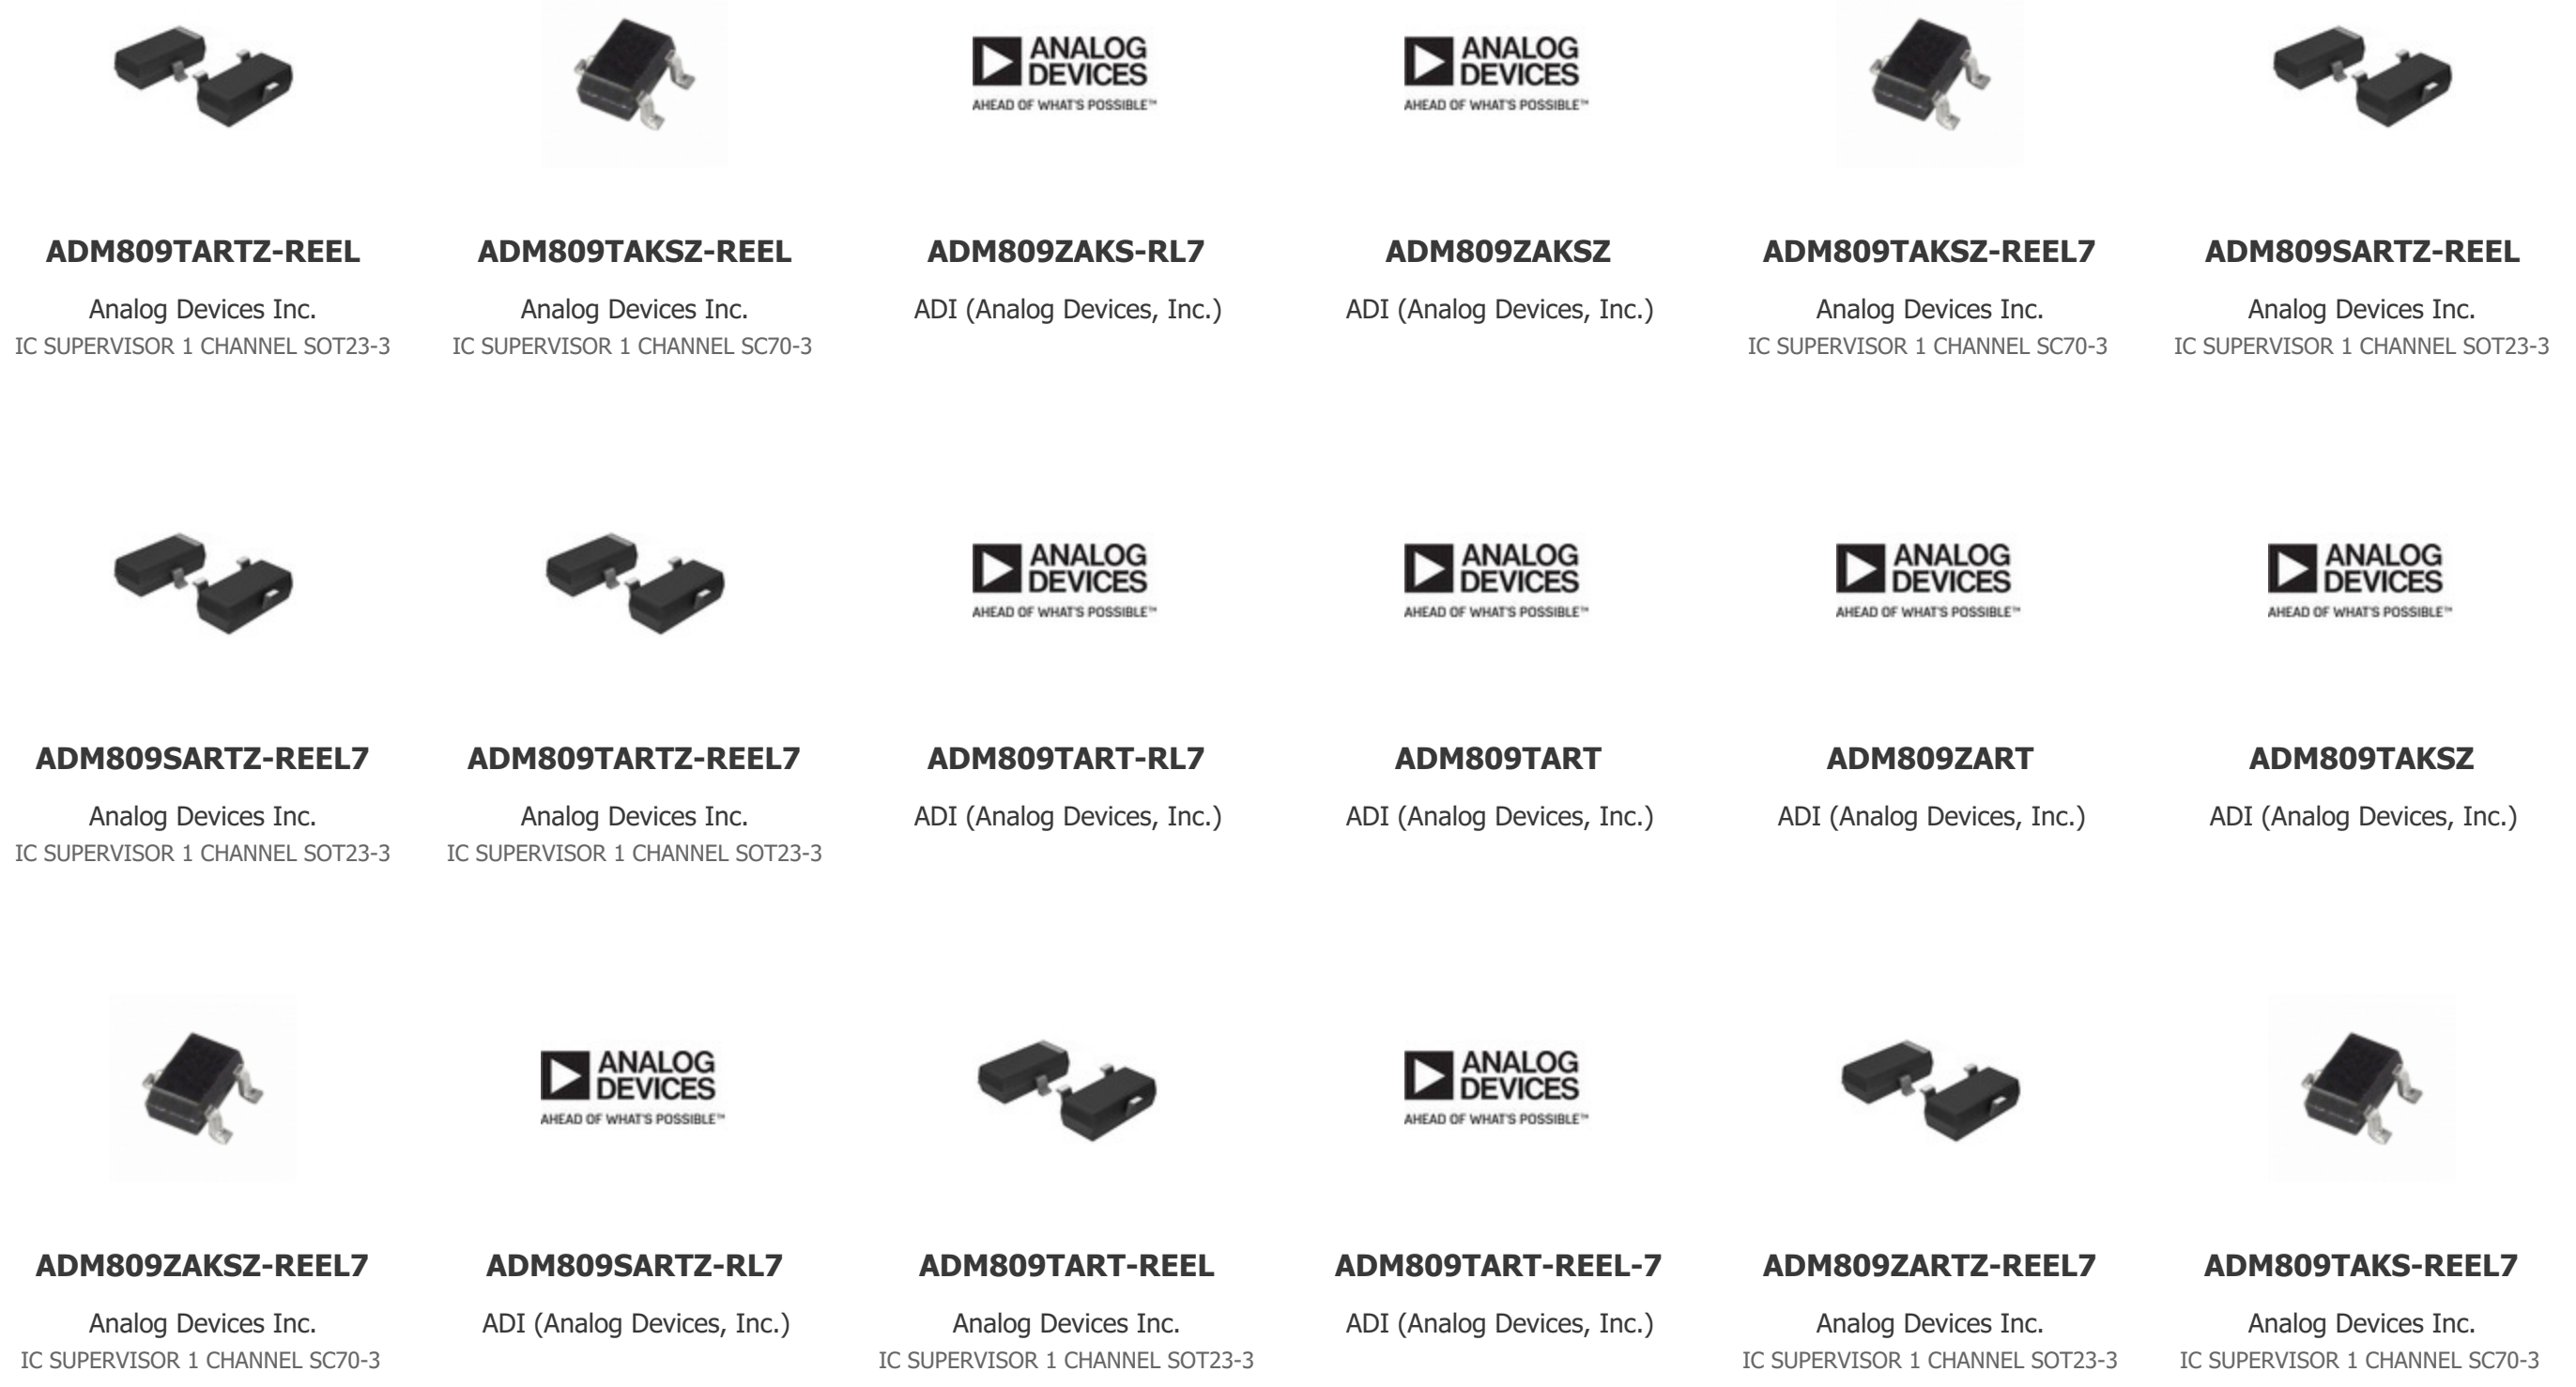 ANALOG
DEVICES
AHEAD OF WHAT'S POSSIBLE™
ANALOG
DEVICES
AHEAD OF WHAT'S POSSIBLE™
ADM809TARTZ-REEL
Analog Devices Inc.
IC SUPERVISOR 1 CHANNEL SOT23-3
ADM809TAKSZ-REEL
Analog Devices Inc.
IC SUPERVISOR 1 CHANNEL SC70-3
ADM809ZAKS-RL7
ADI (Analog Devices, Inc.)
ADM809ZAKSZ
ADI (Analog Devices, Inc.)
ADM809TAKSZ-REEL7
Analog Devices Inc.
IC SUPERVISOR 1 CHANNEL SC70-3
ADM809SARTZ-REEL
Analog Devices Inc.
IC SUPERVISOR 1 CHANNEL SOT23-3
ANALOG
DEVICES
AHEAD OF WHAT'S POSSIBLE™
ANALOG
DEVICES
AHEAD OF WHAT'S POSSIBLE™
ANALOG
DEVICES
AHEAD OF WHAT'S POSSIBLE™
ANALOG
DEVICES
AHEAD OF WHAT'S POSSIBLE™
ADM809SARTZ-REEL7
Analog Devices Inc.
IC SUPERVISOR 1 CHANNEL SOT23-3
ADM809TARTZ-REEL7
Analog Devices Inc.
IC SUPERVISOR 1 CHANNEL SOT23-3
ADM809TART-RL7
ADI (Analog Devices, Inc.)
ADM809TART
ADI (Analog Devices, Inc.)
ADM809ZART
ADI (Analog Devices, Inc.)
ADM809TAKSZ
ADI (Analog Devices, Inc.)
ANALOG
DEVICES
AHEAD OF WHAT'S POSSIBLE™
ANALOG
DEVICES
AHEAD OF WHAT'S POSSIBLE™
ADM809ZAKSZ-REEL7
Analog Devices Inc.
IC SUPERVISOR 1 CHANNEL SC70-3
ADM809SARTZ-RL7
ADI (Analog Devices, Inc.)
ADM809TART-REEL
Analog Devices Inc.
IC SUPERVISOR 1 CHANNEL SOT23-3
ADM809TART-REEL-7
ADI (Analog Devices, Inc.)
ADM809ZARTZ-REEL7
Analog Devices Inc.
IC SUPERVISOR 1 CHANNEL SOT23-3
ADM809TAKS-REEL7
Analog Devices Inc.
IC SUPERVISOR 1 CHANNEL SC70-3